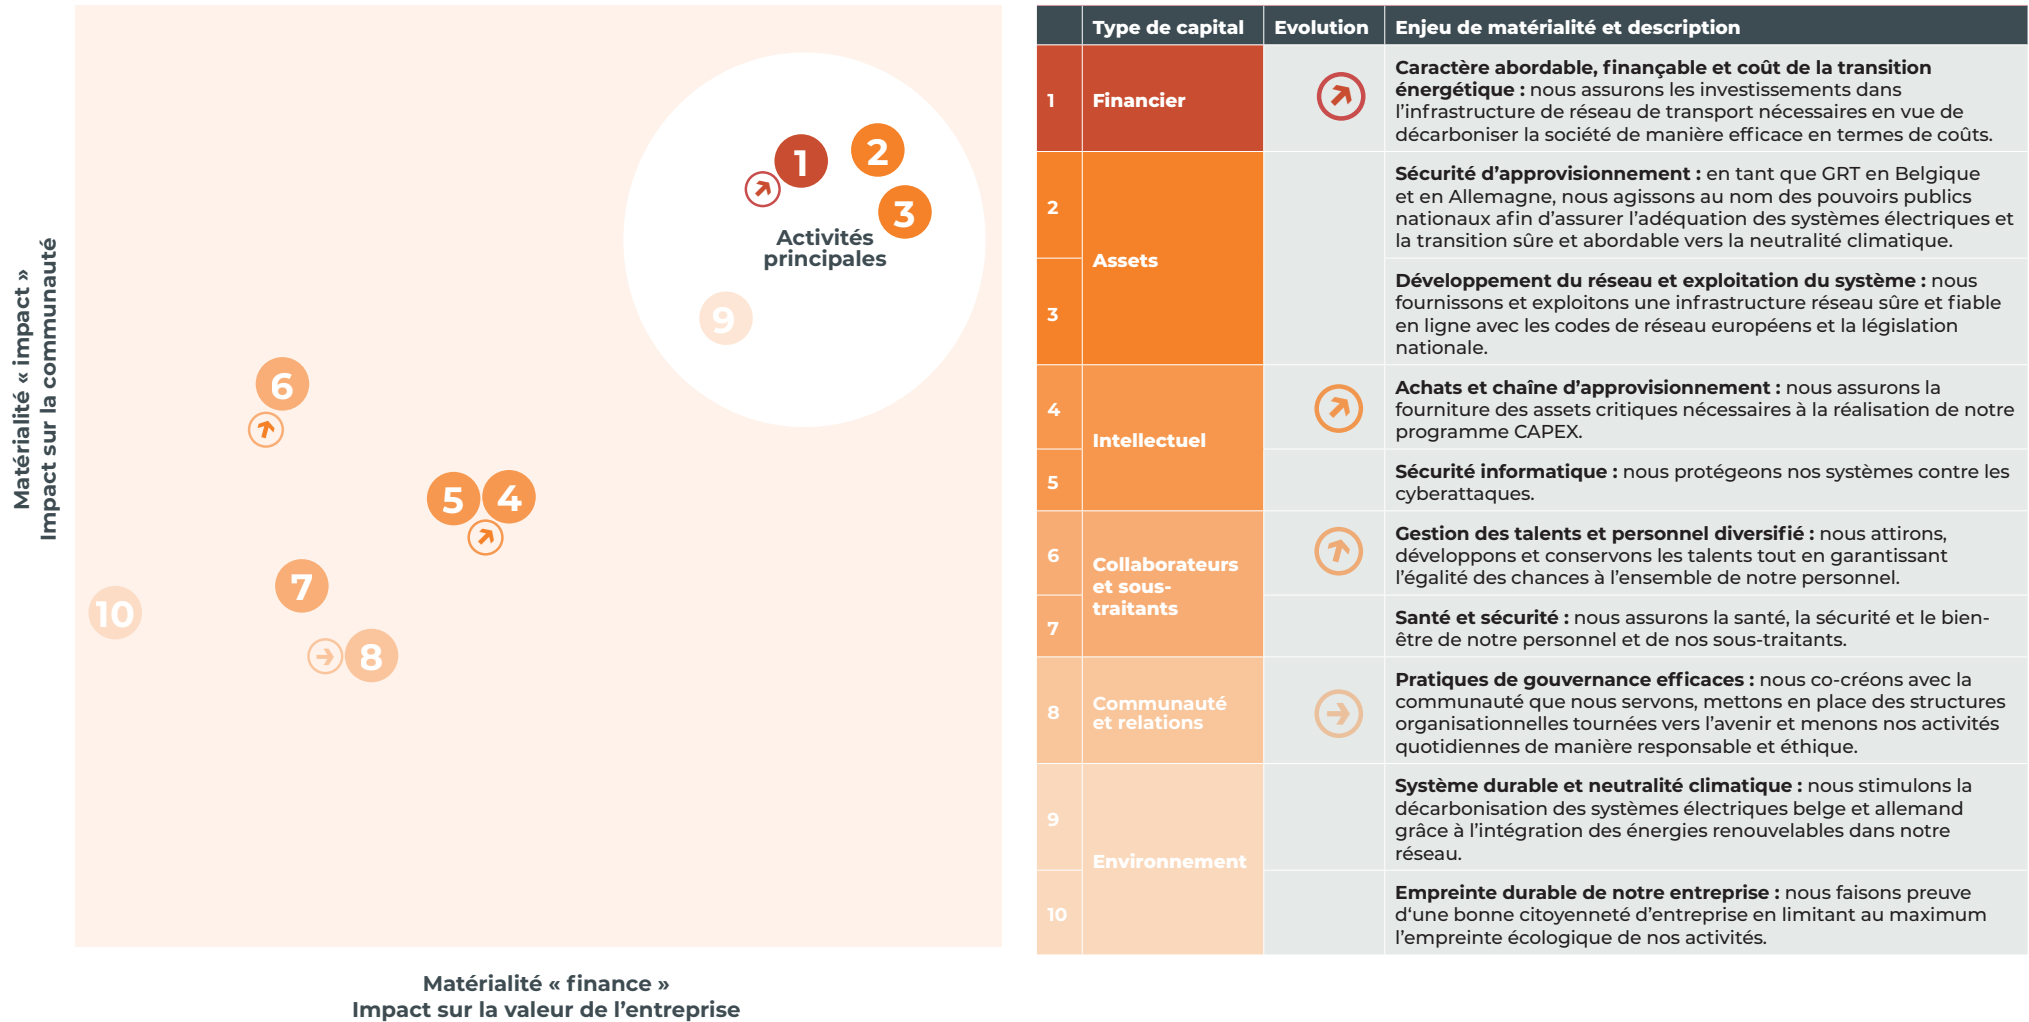 Matérialité « impact »
Impact sur la communauté
1
2
3
Activités
principales
9
6
5
4
7
10
8
Matérialité « finance »
Impact sur la valeur de l’entreprise
Type de capital
Evolution
Enjeu de matérialité et description
1
Financier
Caractère abordable, finançable et coût de la transition
énergétique : nous assurons les investissements dans
l’infrastructure de réseau de transport nécessaires en vue de
décarboniser la société de manière efficace en termes de coûts.
2
Assets
Sécurité d’approvisionnement : en tant que GRT en Belgique
et en Allemagne, nous agissons au nom des pouvoirs publics
nationaux afin d’assurer l’adéquation des systèmes électriques et
la transition sûre et abordable vers la neutralité climatique.
3
Développement du réseau et exploitation du système : nous
fournissons et exploitons une infrastructure réseau sûre et fiable
en ligne avec les codes de réseau européens et la législation
nationale.
4
Intellectuel
Achats et chaîne d’approvisionnement : nous assurons la
fourniture des assets critiques nécessaires à la réalisation de notre
programme CAPEX.
5
Sécurité informatique : nous protégeons nos systèmes contre les
cyberattaques.
6
Collaborateurs
et sous-
traitants
Gestion des talents et personnel diversifié : nous attirons,
développons et conservons les talents tout en garantissant
l’égalité des chances à l’ensemble de notre personnel.
7
Santé et sécurité : nous assurons la santé, la sécurité et le bien-
être de notre personnel et de nos sous-traitants.
8
Communauté
et relations
Pratiques de gouvernance efficaces : nous co-créons avec la
communauté que nous servons, mettons en place des structures
organisationnelles tournées vers l’avenir et menons nos activités
quotidiennes de manière responsable et éthique.
9
Environnement
Système durable et neutralité climatique : nous stimulons la
décarbonisation des systèmes électriques belge et allemand
grâce à l’intégration des énergies renouvelables dans notre
réseau.
10
Empreinte durable de notre entreprise : nous faisons preuve
d‘une bonne citoyenneté d’entreprise en limitant au maximum
l’empreinte écologique de nos activités.